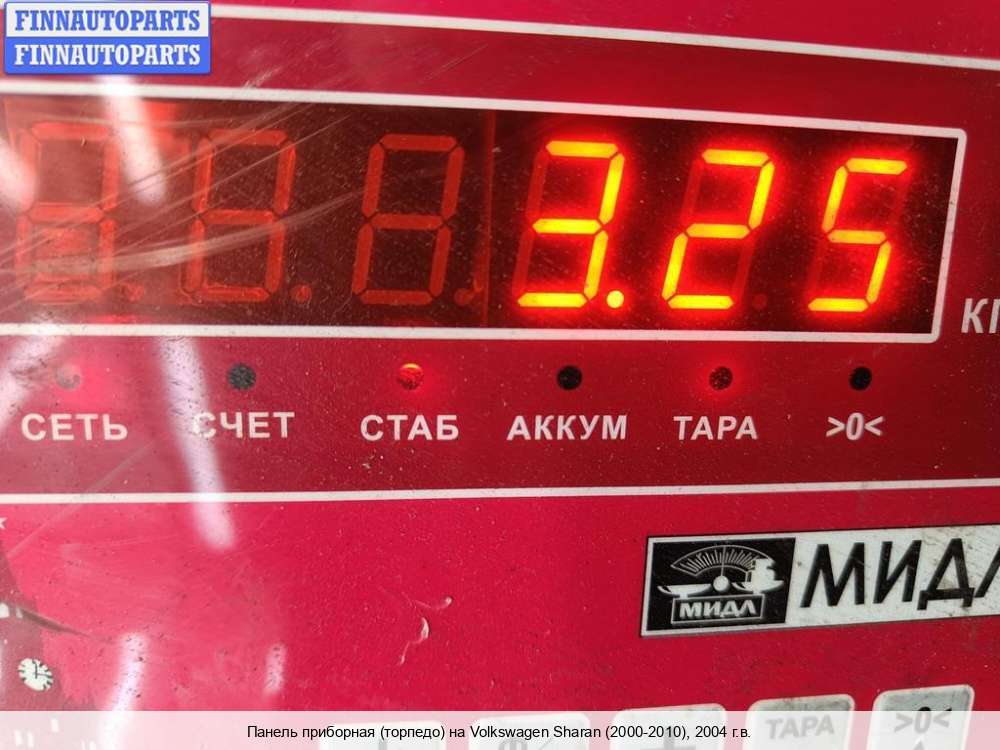 FINNAUTOPARTS
FINNAUTOPARTS
3.25
СЕТЬ СЧЕТ СТАБ АККУМ ТАРА >0<
МИДЛ МИДЛ
ТАРА >0<
Панель приборная (торпедо) на Volkswagen Sharan (2000-2010), 2004 г.в.